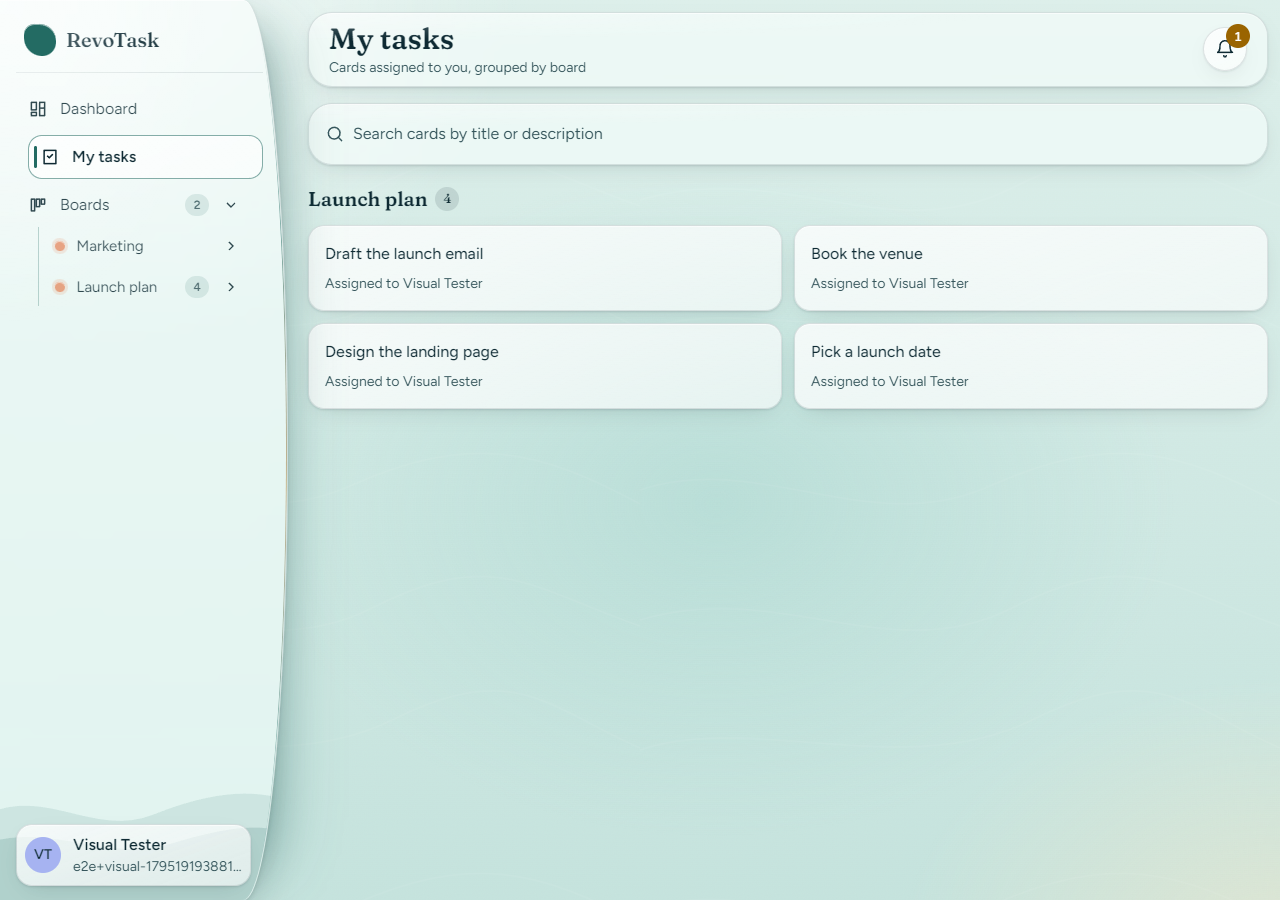 RevoTask
Dashboard
My tasks
Boards 2
Marketing
Launch plan 4
Visual Tester
VT
e2e+visual-179519193881…
My tasks
Cards assigned to you, grouped by board
1
Search cards by title or description
Launch plan 4
Draft the launch email
Assigned to Visual Tester
Book the venue
Assigned to Visual Tester
Design the landing page
Assigned to Visual Tester
Pick a launch date
Assigned to Visual Tester